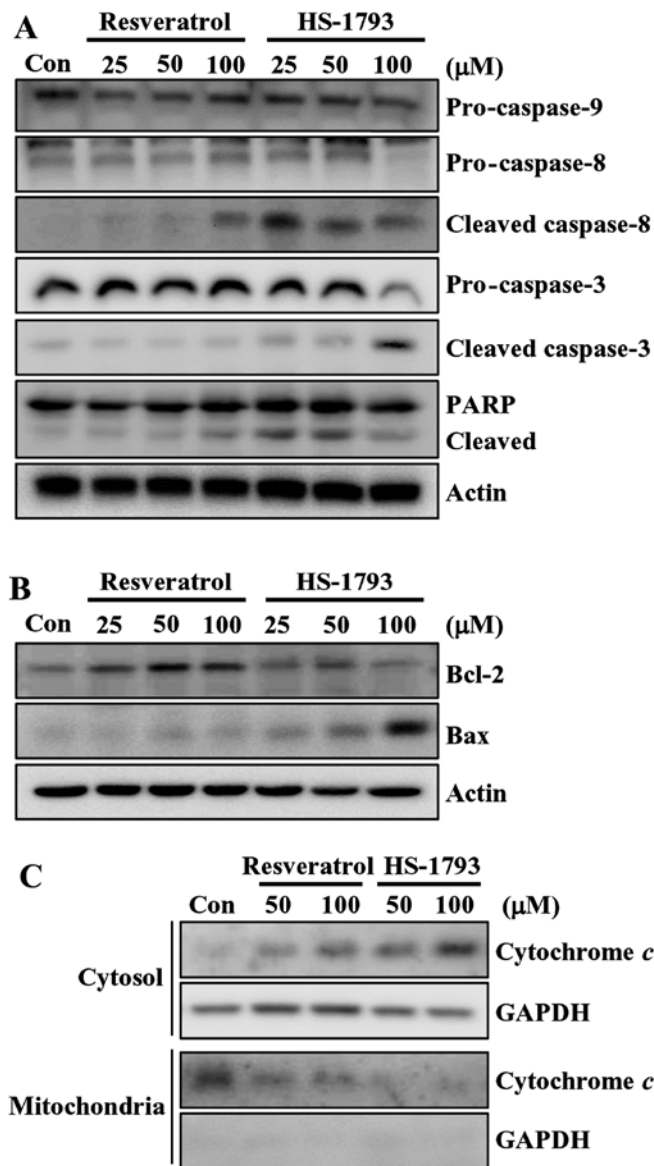 A
Resveratrol HS-1793
Con 25 50 100 25 50 100 (μM)
Pro-caspase-9
Pro-caspase-8
Cleaved caspase-8
Pro-caspase-3
Cleaved caspase-3
PARP
Cleaved
Actin
B
Resveratrol HS-1793
Con 25 50 100 25 50 100 (μM)
Bcl-2
Bax
Actin
C
Resveratrol HS-1793
Con 50 100 50 100 (μM)
Cytosol
Cytochrome c
GAPDH
Mitochondria
Cytochrome c
GAPDH